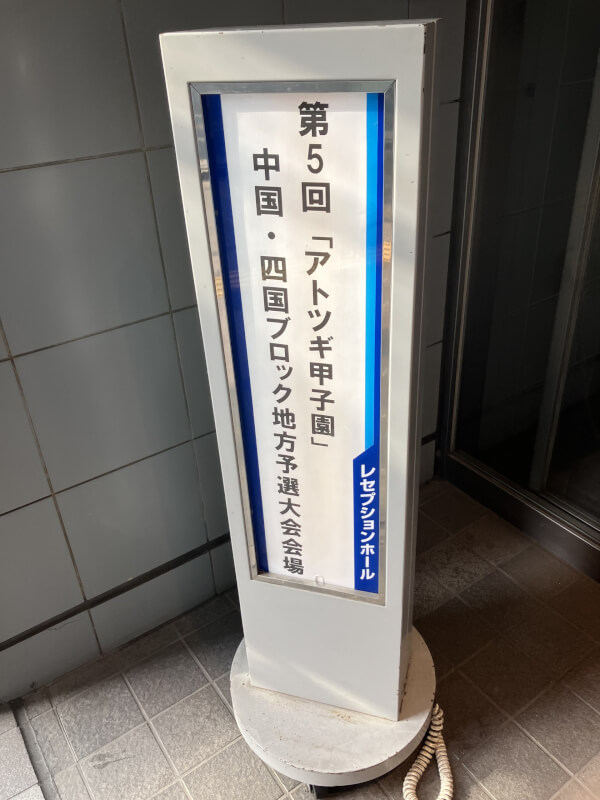 第5回「アトツギ甲子園」
中国・四国ブロック地方予選大会会場
レセプションホール